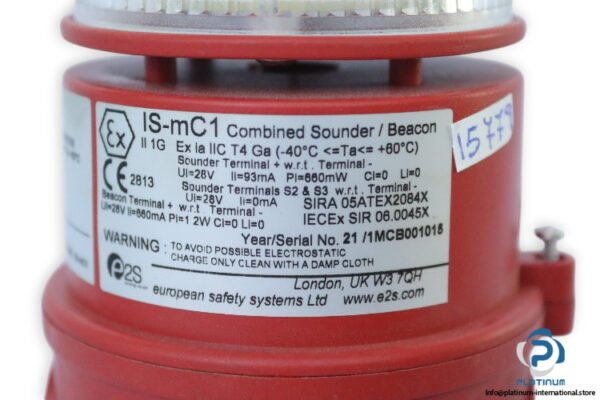 Ex
IS-mC1 Combined Sounder / Beacon
II 1G Ex ia IIC T4 Ga (-40°C <=Ta<= +60°C)
Sounder Terminal + w.r.t. Terminal -
Ui=28V Ii=93mA Pi=660mW Ci=0 Li=0
Sounder Terminals S2 & S3 w.r.t. Terminal -
Ui=28V Ii=0mA SIRA 05ATEX2084X
CE 2813
Beacon Terminal + w.r.t. Terminal -
Ui=28V Ii=660mA Pi=1.2W Ci=0 Li=0
IECEx SIR 06.0045X
Year/Serial No. 21 /1MCB001015
WARNING : TO AVOID POSSIBLE ELECTROSTATIC
CHARGE ONLY CLEAN WITH A DAMP CLOTH
e2S
London, UK W3 7QH
european safety systems Ltd www.e2s.com
15779
PLATINUM
info@platinum-international.store